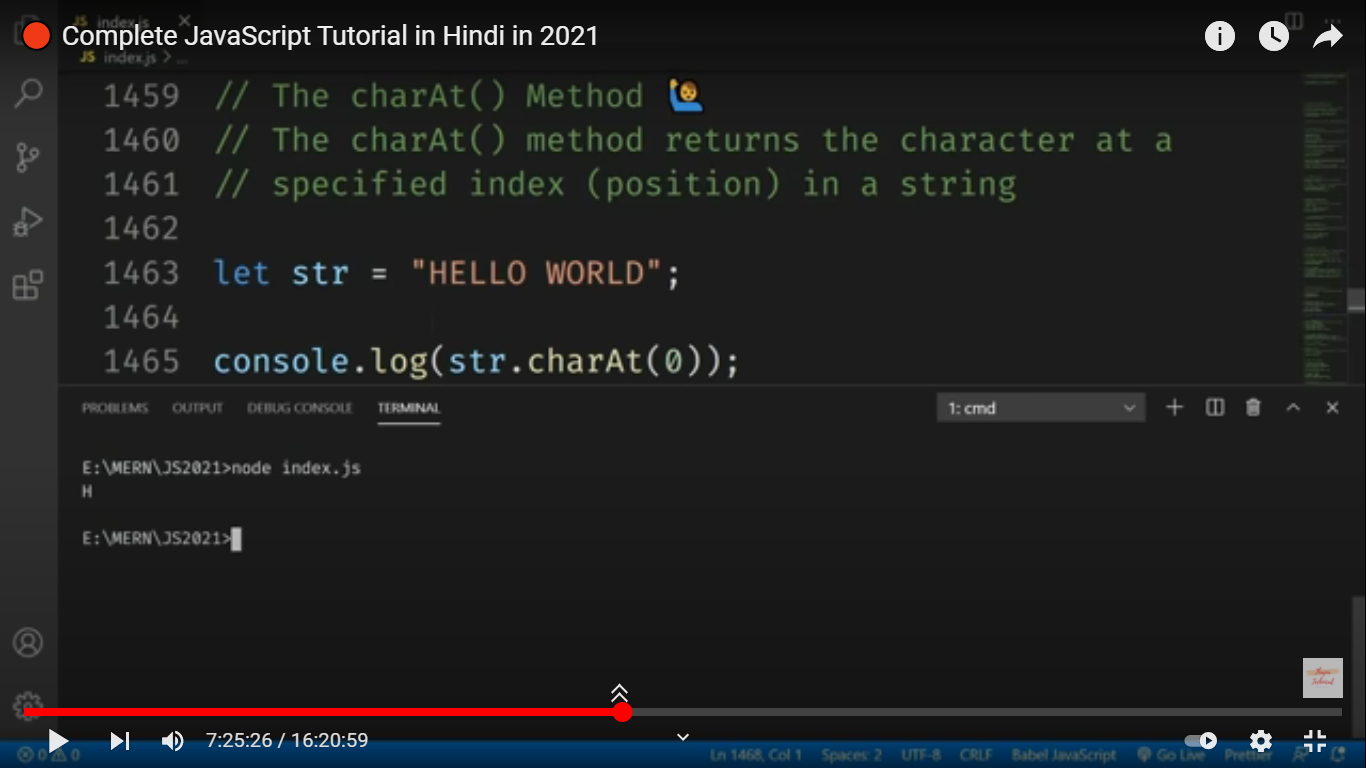 index.js
Complete JavaScript Tutorial in Hindi in 2021
JS index.js > ...
1459 // The charAt() Method 🙋
1460 // The charAt() method returns the character at a
1461 // specified index (position) in a string
1462
1463 let str = "HELLO WORLD";
1464
1465 console.log(str.charAt(0));
PROBLEMS OUTPUT DEBUG CONSOLE TERMINAL 1: cmd
E:\MERN\JS2021>node index.js
H
E:\MERN\JS2021>
7:25:26 / 16:20:59
0 0 Ln 1468, Col 1 Spaces: 2 UTF-8 CRLF Babel JavaScript Go Live Prettier